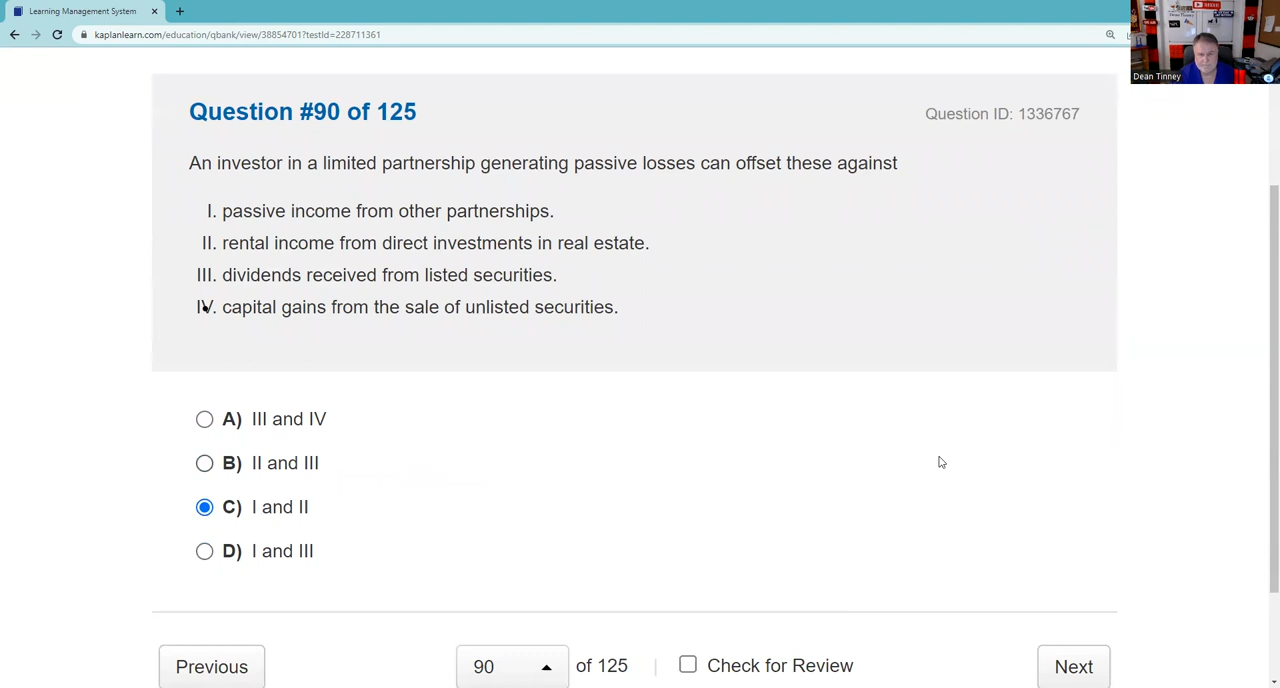 Learning Management System
kaplanlearn.com/education/qbank/view/38854701?testId=228711361
Dean Tinney
Question #90 of 125
Question ID: 1336767
An investor in a limited partnership generating passive losses can offset these against
I. passive income from other partnerships.
II. rental income from direct investments in real estate.
III. dividends received from listed securities.
IV. capital gains from the sale of unlisted securities.
A) III and IV
B) II and III
C) I and II
D) I and III
Previous
90
of 125
Check for Review
Next